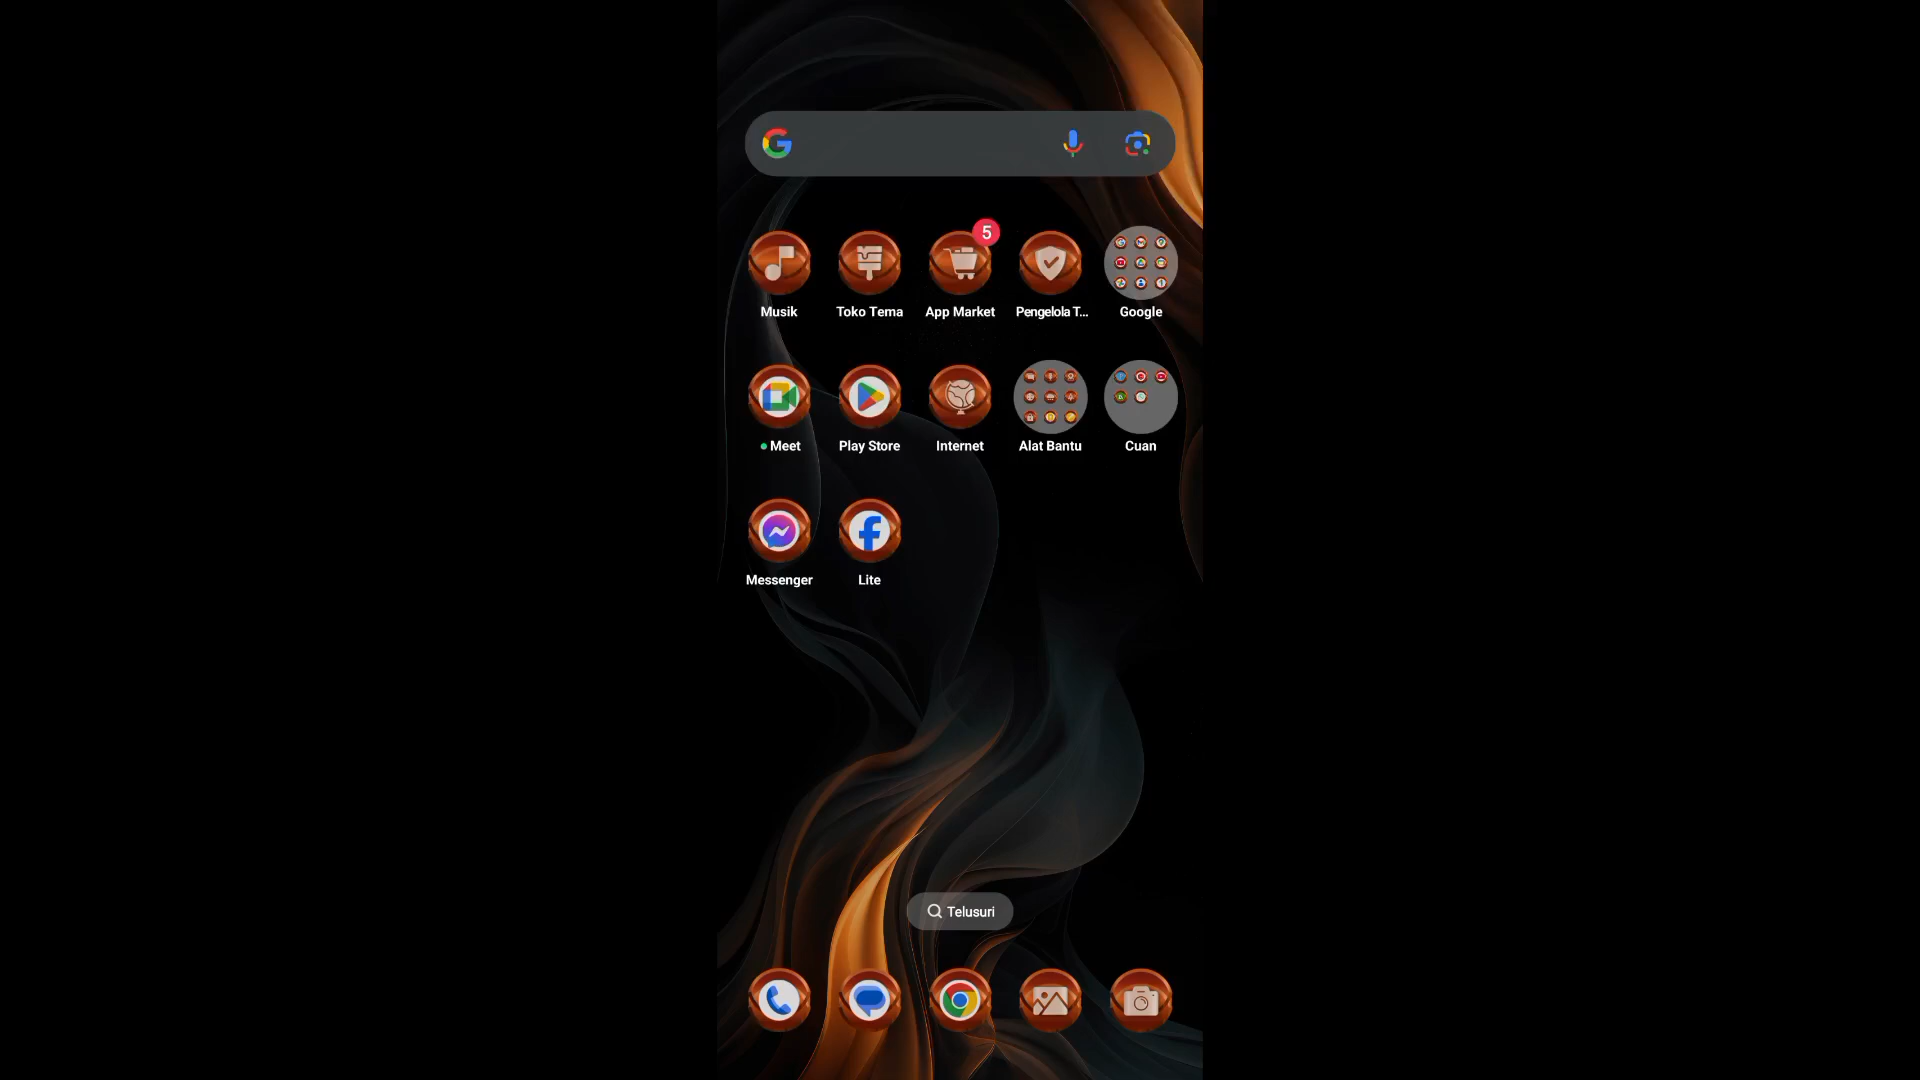 5
Musik Toko Tema App Market Pengelola T... Google
Meet Play Store Internet Alat Bantu Cuan
Messenger Lite
Telusuri